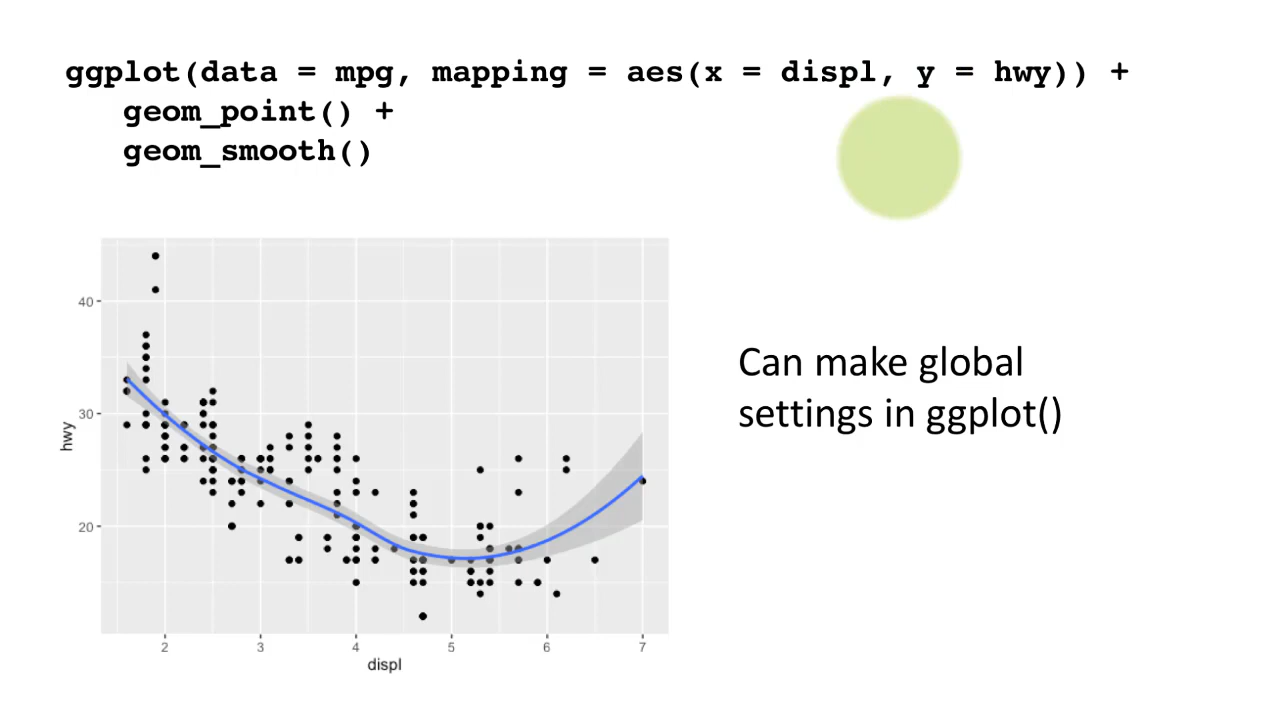 ggplot(data = mpg, mapping = aes(x = displ, y = hwy)) +
geom_point() +
geom_smooth()
40
30
20
hwy
2 3 4 5 6 7
displ
Can make global
settings in ggplot()